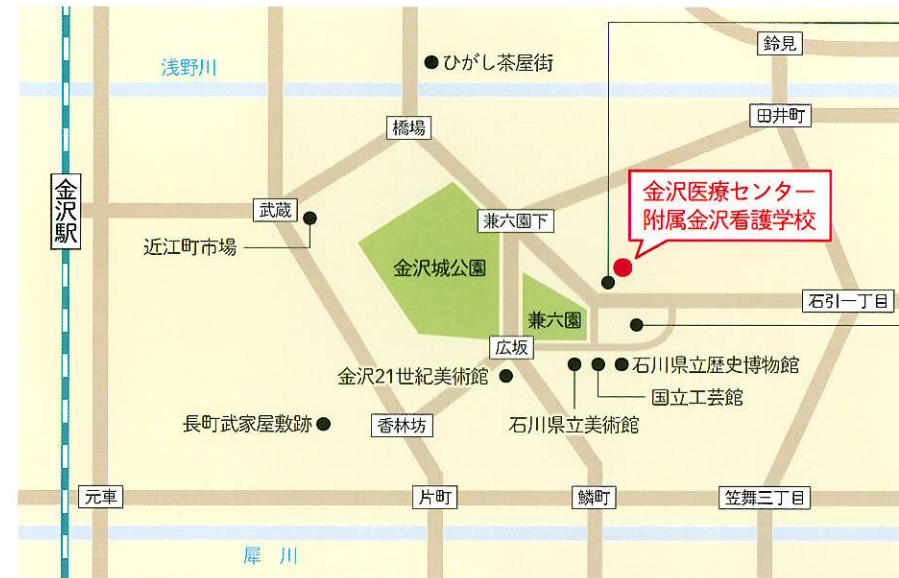 鈴見
ひがし茶屋街
浅野川
田井町
橋場
金沢医療センター
附属金沢看護学校
金沢駅
武蔵
兼六園下
近江町市場
金沢城公園
石引一丁目
兼六園
広坂
石川県立歴史博物館
金沢21世紀美術館
国立工芸館
長町武家屋敷跡
香林坊
石川県立美術館
元車
片町
鱗町
笠舞三丁目
犀 川